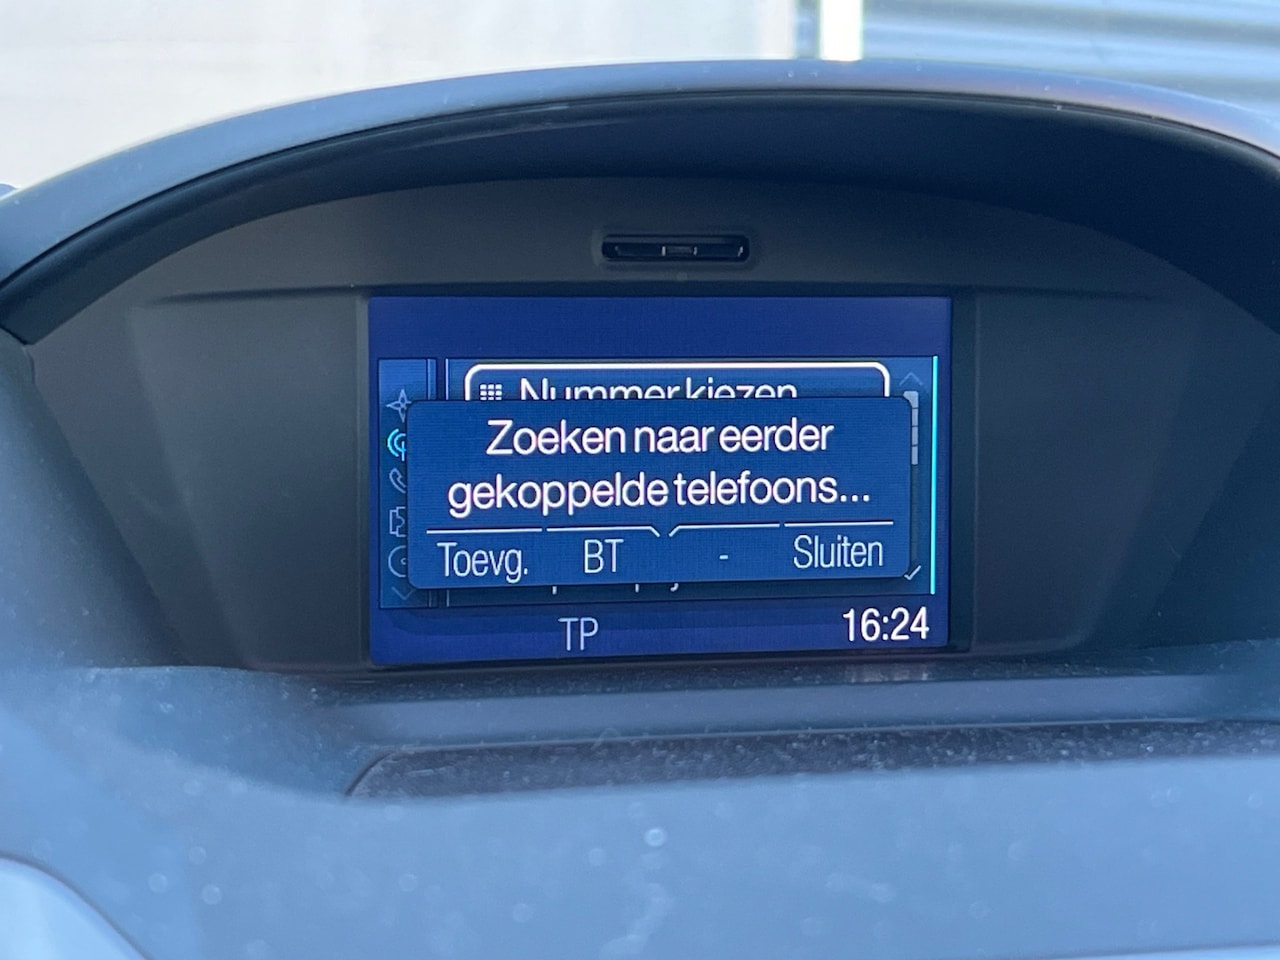 Nummer kiezen
Zoeken naar eerder
gekoppelde telefoons...
Toevg. BT - Sluiten
TP 16:24